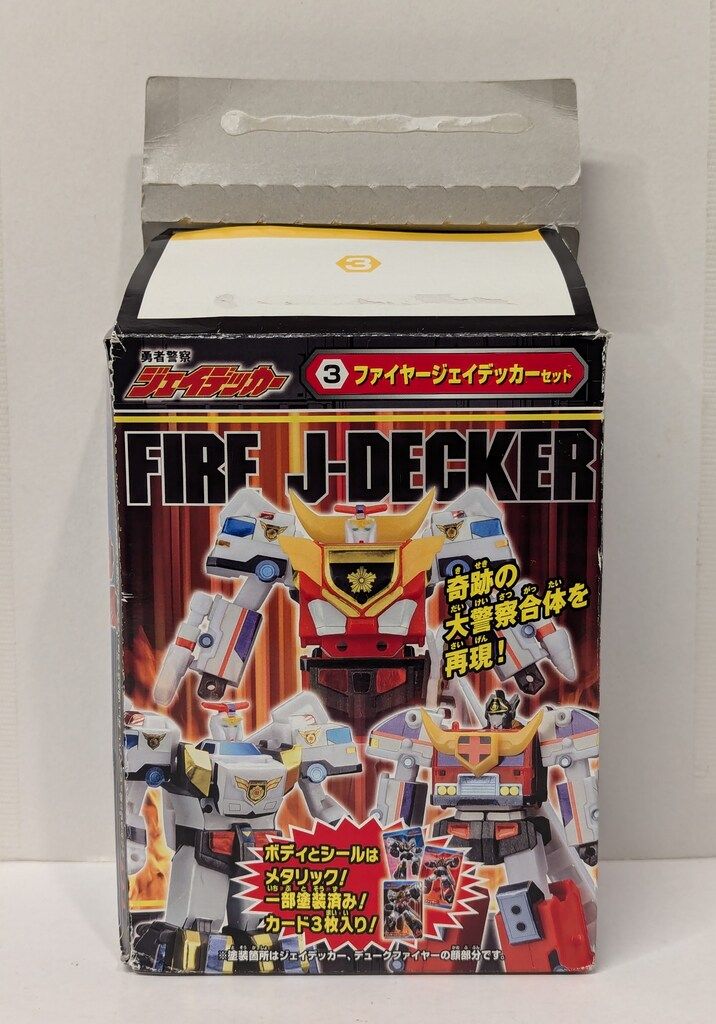 3
勇者警察
ジェイデッカー
3 ファイヤージェイデッカーセット
FIRE J-DECKER
奇跡の
大警察合体を
再現!
ボディとシールは
メタリック!
一部塗装済み!
カード3枚入り!
※塗装箇所はジェイデッカー、デュークファイヤーの顔部分です。